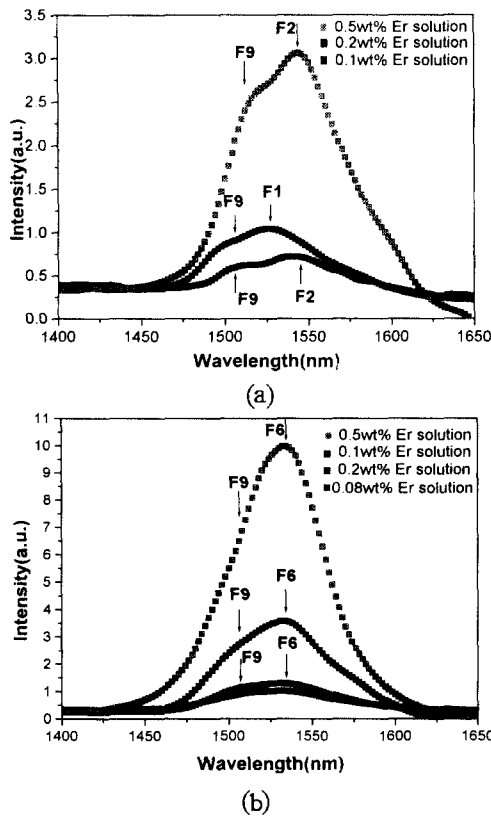 3.5
3.0
2.5
2.0
1.5
1.0
0.5
0.0
Intensity(a.u.)
F2
F9
0.5wt% Er solution
0.2wt% Er solution
0.1wt% Er solution
F9
F1
F9
F2
1400 1450 1500 1550 1600 1650
Wavelength(nm)
(a)
11
10
9
8
7
6
5
4
3
2
1
0
Intensity(a.u.)
F6
F9
0.5wt% Er solution
0.1wt% Er solution
0.2wt% Er solution
0.08wt% Er solution
F9
F6
F9
F6
1400 1450 1500 1550 1600 1650
Wavelength(nm)
(b)